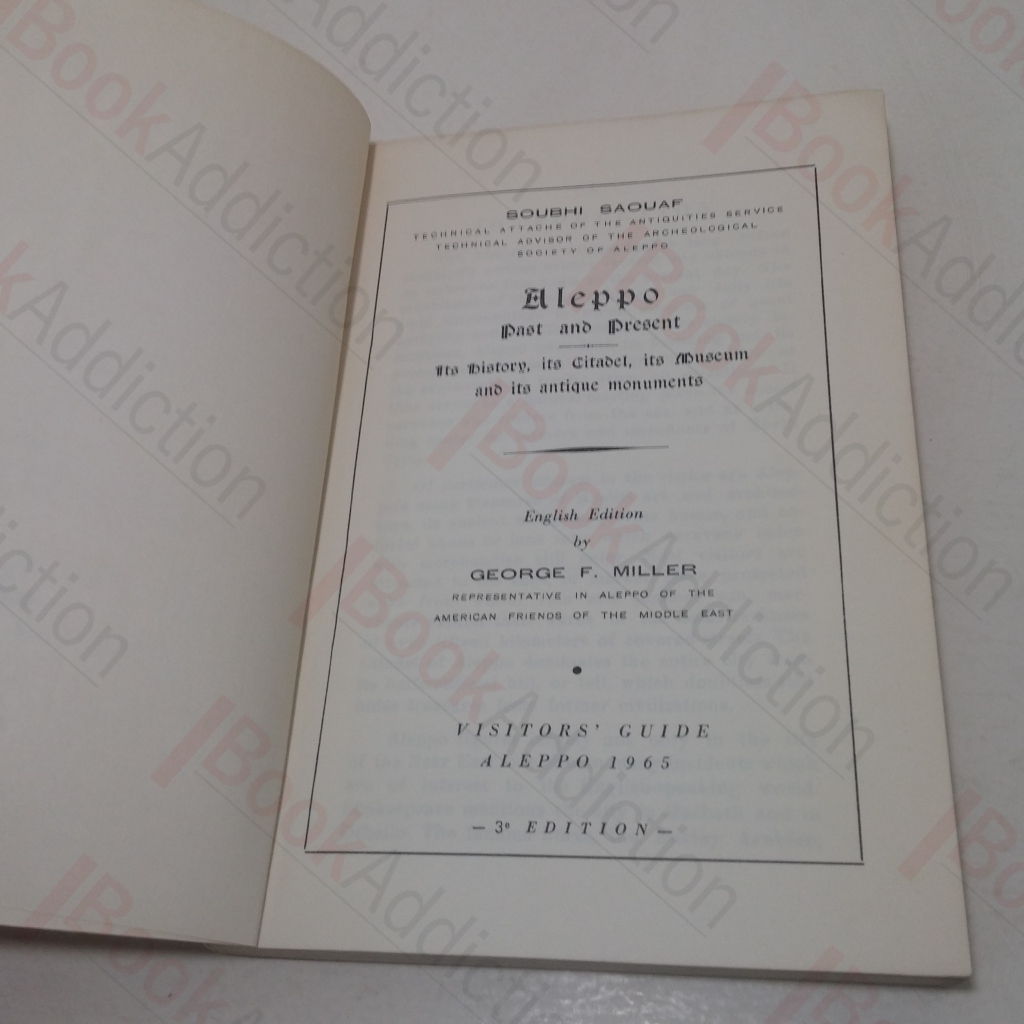 SOUBHI SAOUAF
TECHNICAL ATTACHE OF THE ANTIQUITIES SERVICE
TECHNICAL ADVISOR OF THE ARCHEOLOGICAL
SOCIETY OF ALEPPO
Aleppo
Past and Present
Its History, its Citadel, its Museum
and its antique monuments
English Edition
by
GEORGE F. MILLER
REPRESENTATIVE IN ALEPPO OF THE
AMERICAN FRIENDS OF THE MIDDLE EAST
•
VISITORS' GUIDE
ALEPPO 1965
— 3e EDITION —
BookAddiction